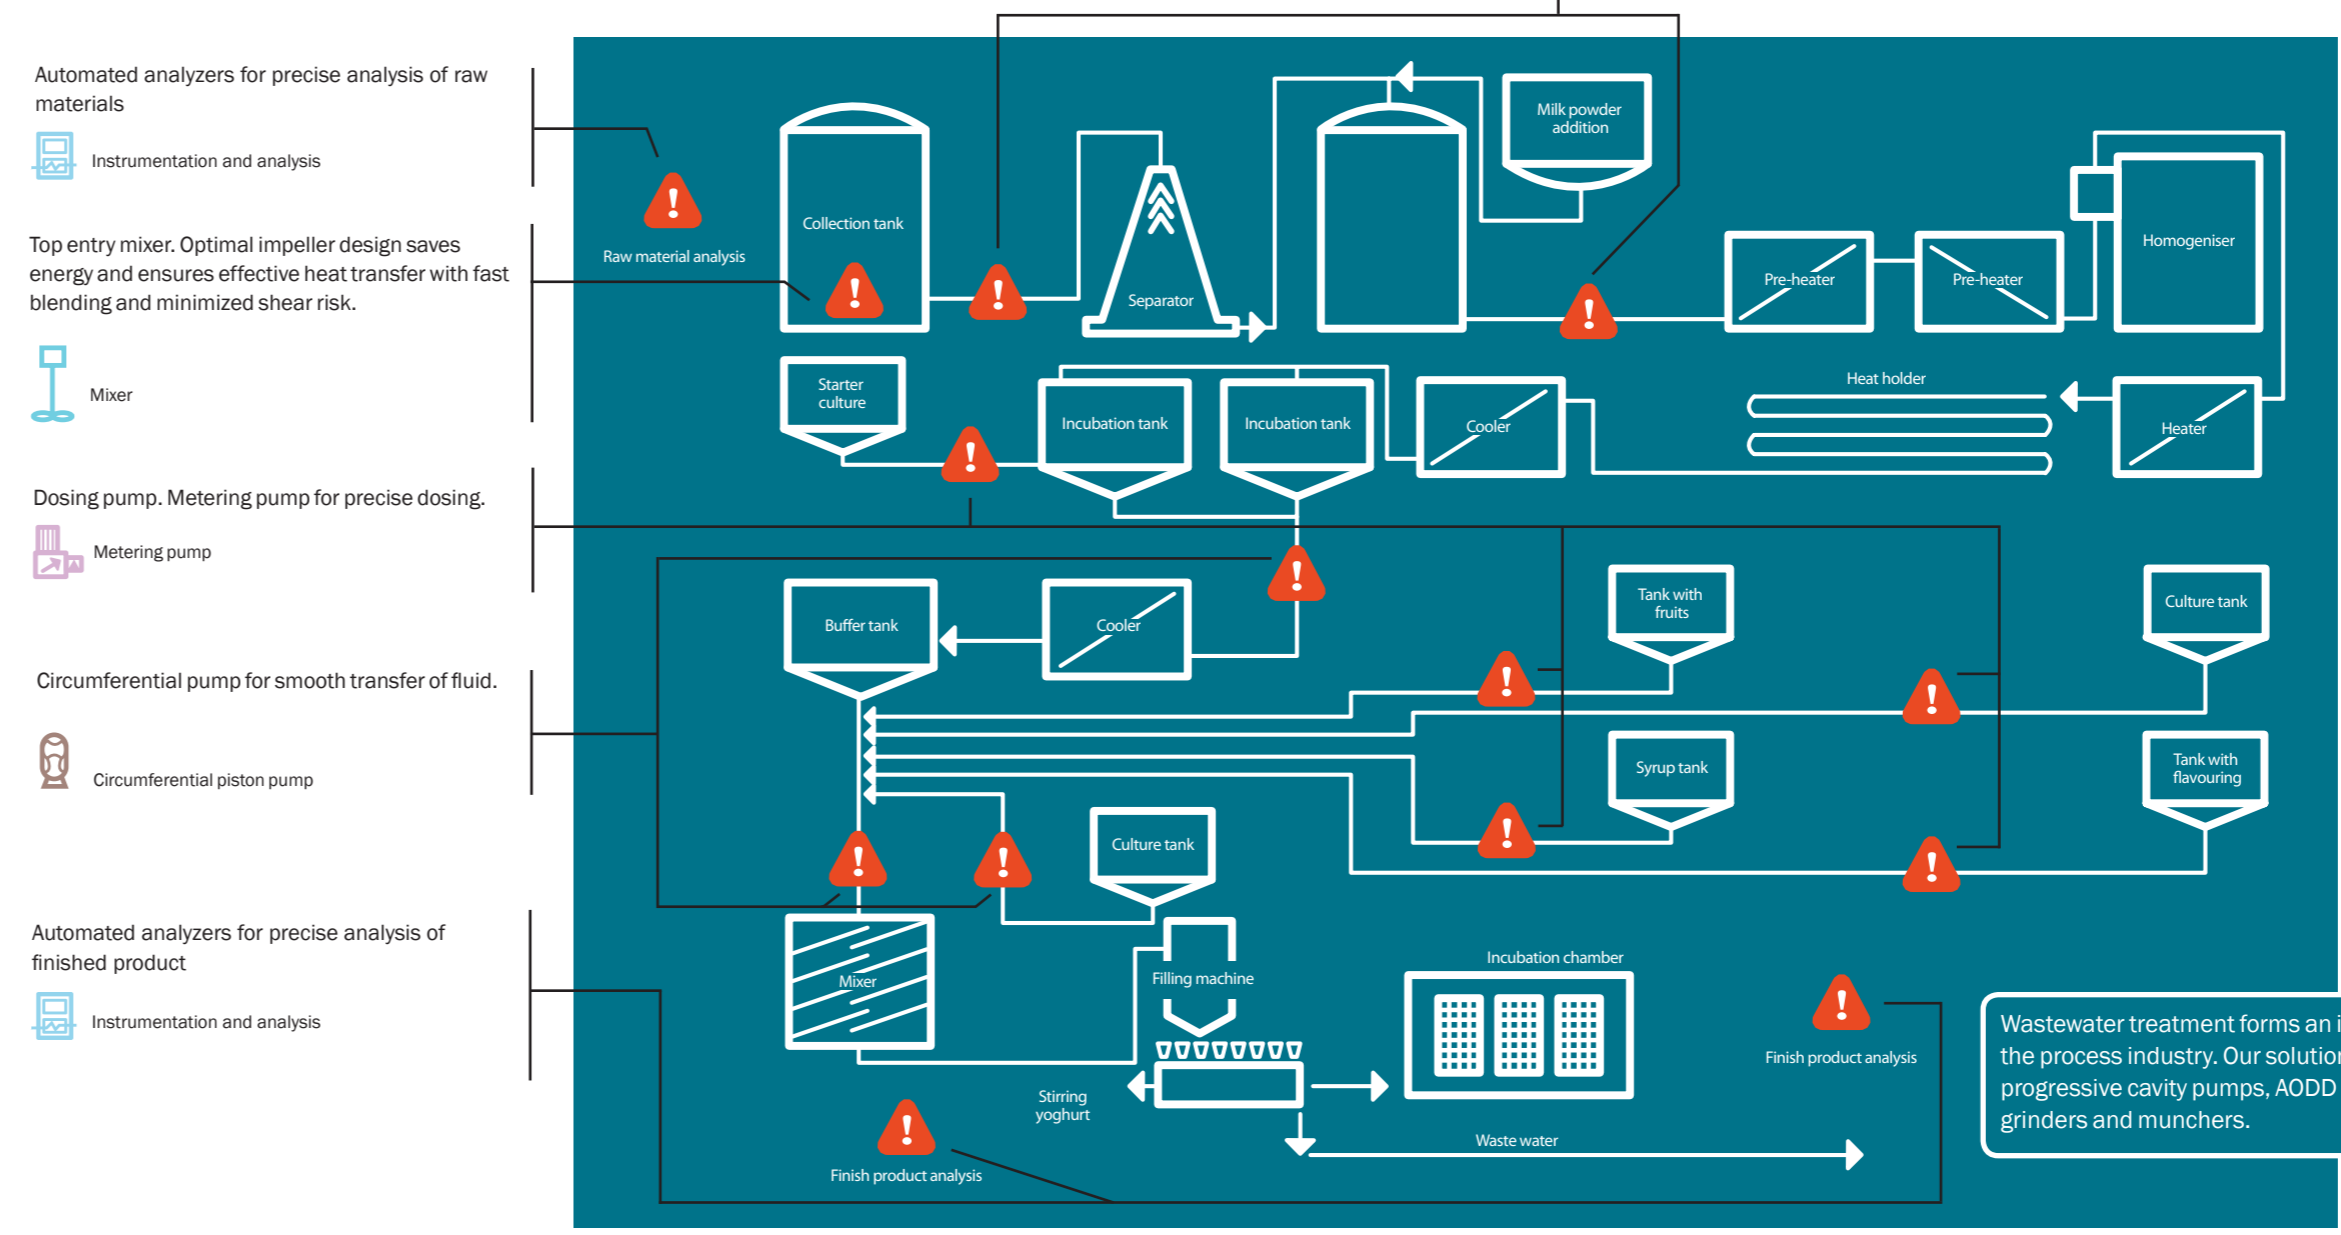 Automated analyzers for precise analysis of raw
materials
Instrumentation and analysis
Top entry mixer. Optimal impeller design saves
energy and ensures effective heat transfer with fast
blending and minimized shear risk.
Mixer
Dosing pump. Metering pump for precise dosing.
Metering pump
Circumferential pump for smooth transfer of fluid.
Circumferential piston pump
Automated analyzers for precise analysis of
finished product
Instrumentation and analysis
Raw material analysis
Collection tank
Separator
Milk powder
addition
Pre-heater
Pre-heater
Homogeniser
Starter
culture
Incubation tank
Incubation tank
Cooler
Heat holder
Heater
Buffer tank
Cooler
Tank with
fruits
Culture tank
Syrup tank
Tank with
flavouring
Culture tank
Mixer
Filling machine
Incubation chamber
Stirring
yoghurt
Finish product analysis
Finish product analysis
Waste water
Wastewater treatment forms an
the process industry. Our
progressive cavity pumps, AODD
grinders and munchers.